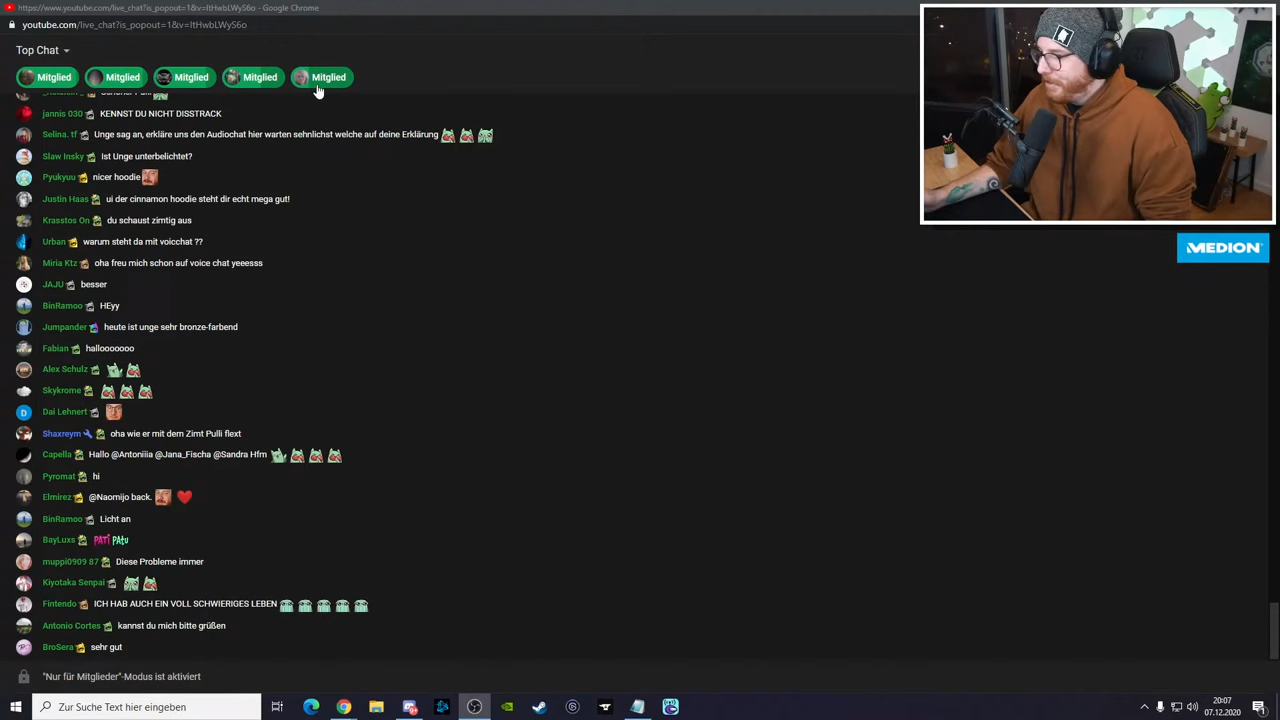 https://www.youtube.com/live_chat?is_popout=1&v=ItHwbLWyS6o - Google Chrome
youtube.com/live_chat?is_popout=1&v=ItHwbLWyS6o
Top Chat
Mitglied Mitglied Mitglied Mitglied Mitglied
jannis 030 KENNST DU NICHT DISSTRACK
Selina. tf Unge sag an, erkläre uns den Audiochat hier warten sehnlichst welche auf deine Erklärung
Slaw Insky Ist Unge unterbelichtet?
Pyukyuu nicer hoodie
Justin Haas ui der cinnamon hoodie steht dir echt mega gut!
Krasstos On du schaust zimtig aus
Urban warum steht da mit voicchat ??
Miria Ktz oha freu mich schon auf voice chat yeeesss
JAJU besser
BinRamoo HEyy
Jumpander heute ist unge sehr bronze-farbend
Fabian hallooooooo
Alex Schulz
Skykrome
D Dai Lehnert
Shaxreym oha wie er mit dem Zimt Pulli flext
Capella Hallo @Antoniiia @Jana_Fischa @Sandra Hfm
Pyromat hi
Elmirez @Naomijo back.
BinRamoo Licht an
BayLuxs PATI PAtu
muppi0909 87 Diese Probleme immer
Kiyotaka Senpai
Fintendo ICH HAB AUCH EIN VOLL SCHWIERIGES LEBEN
Antonio Cortes kannst du mich bitte grüßen
BroSera sehr gut
"Nur für Mitglieder"-Modus ist aktiviert
MEDION
Zur Suche Text hier eingeben
20:07
07.12.2020